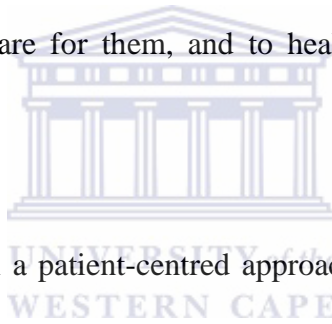 are for them, and to hea
a patient-centred approac
UNIVERSITY of the
WESTERN CAPE